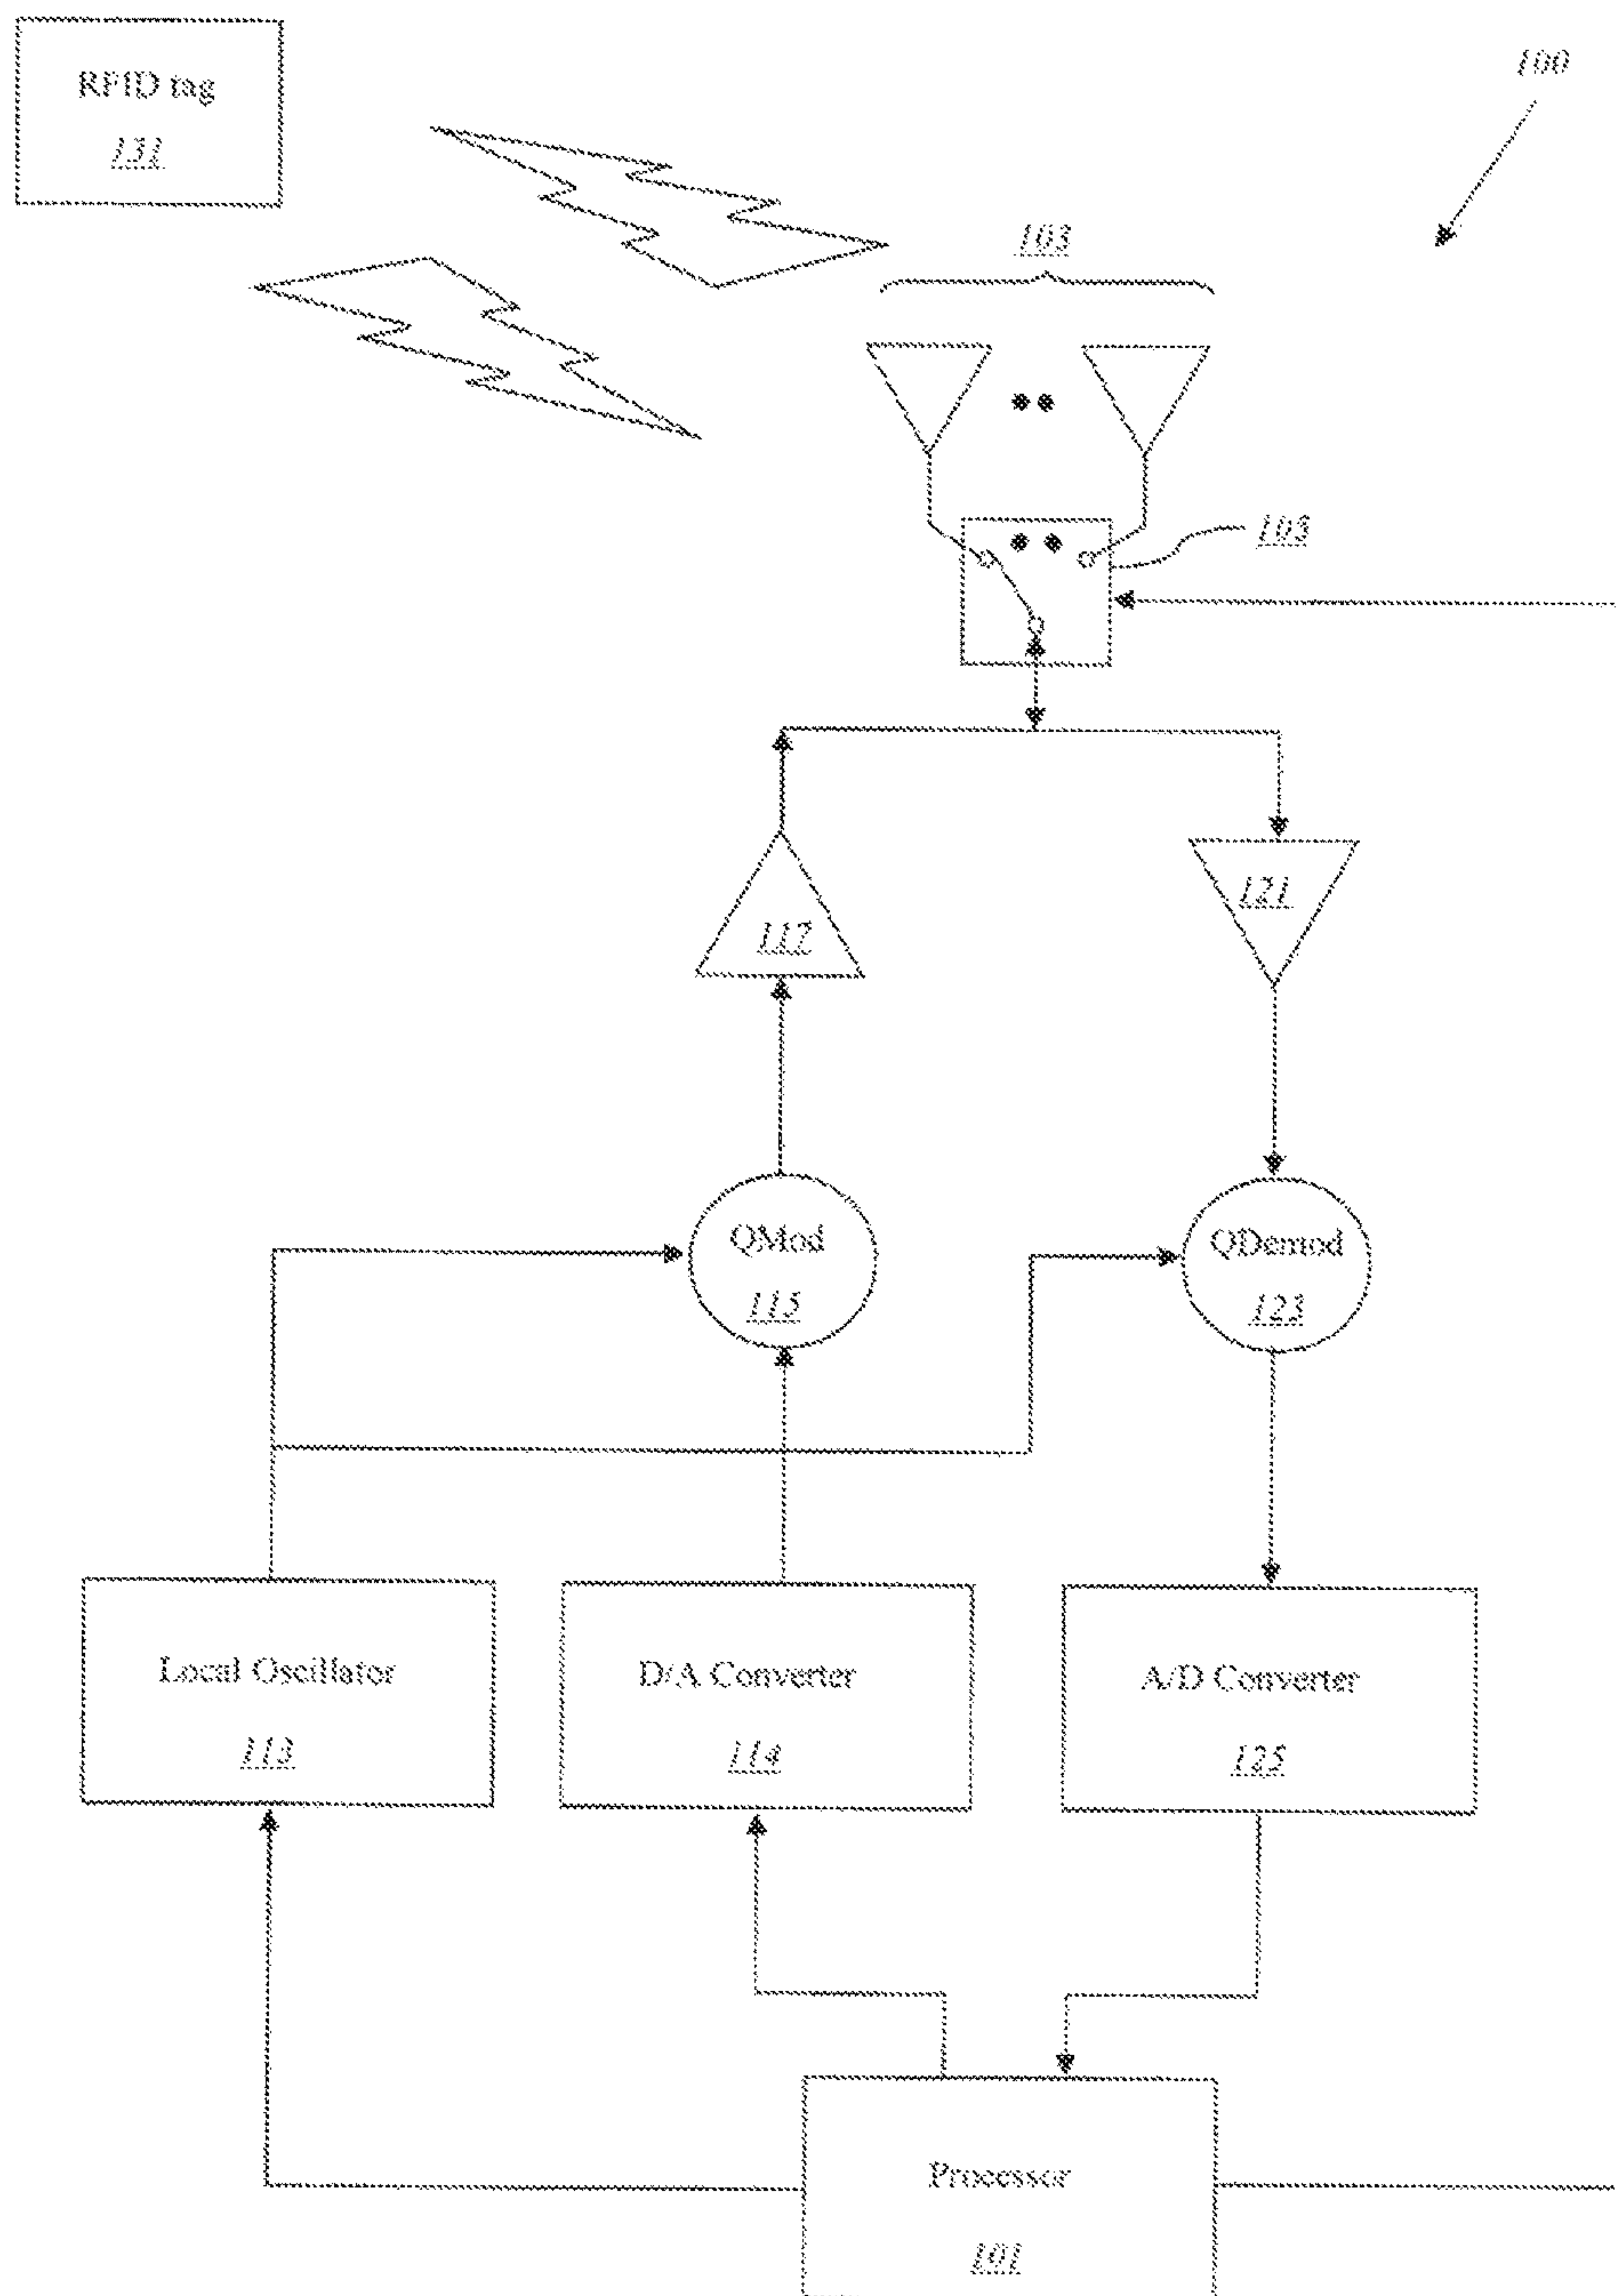 RFID tag
131
100
103
103
121
117
QMod
115
QDemod
123
Local Oscillator
113
D/A Converter
114
A/D Converter
125
Processor
101